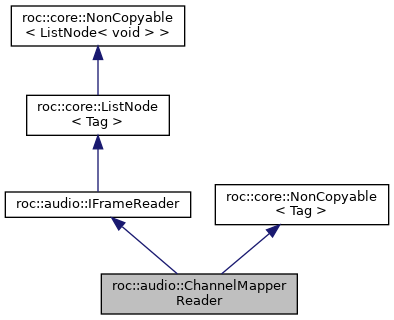 roc::core::NonCopyable
< ListNode< void > >
roc::core::ListNode
< Tag >
roc::audio::IFrameReader
roc::core::NonCopyable
< Tag >
roc::audio::ChannelMapper
Reader